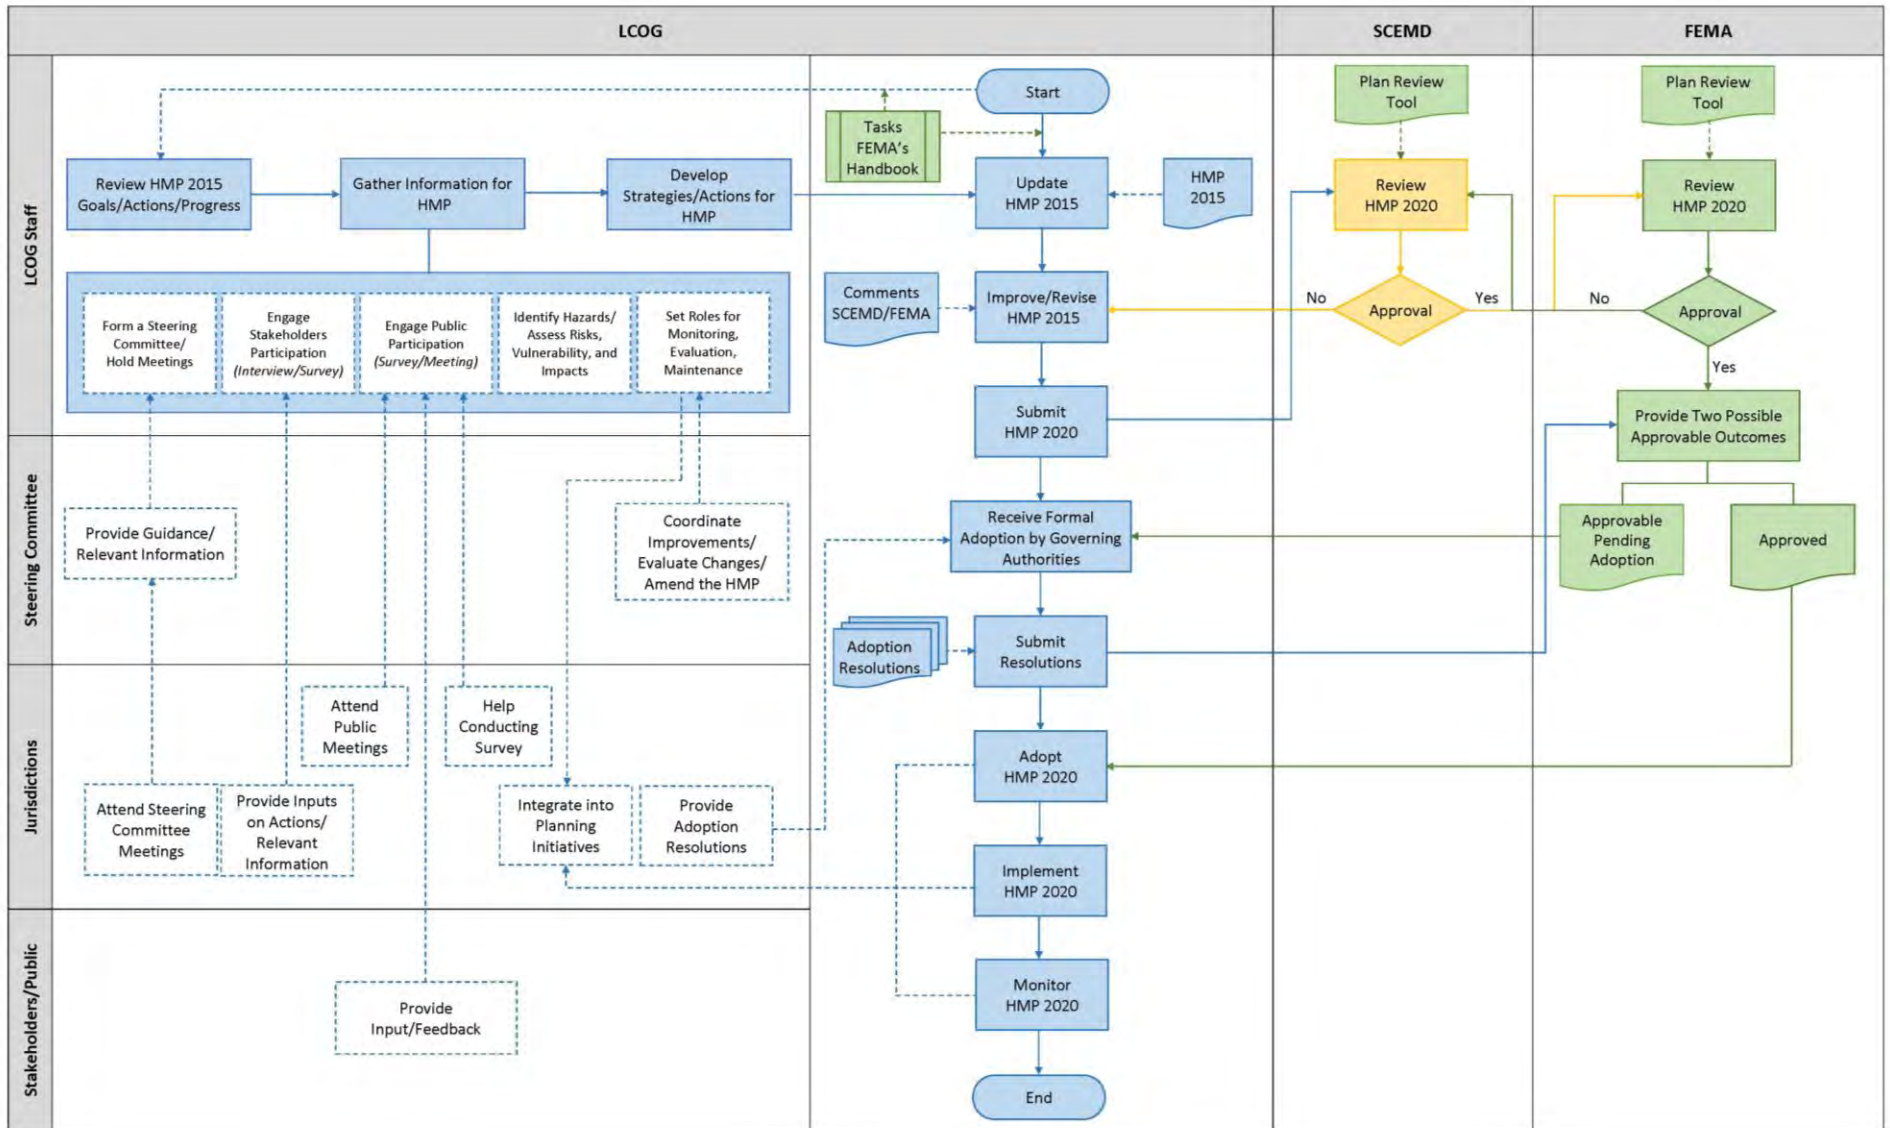 LCOG
SCEMD
FEMA
LCOG Staff
Steering Committee
Jurisdictions
Stakeholders/Public
Start
Tasks
FEMA's
Handbook
Review HMP 2015
Goals/Actions/Progress
Gather Information for
HMP
Develop
Strategies/Actions for
HMP
Update
HMP 2015
HMP
2015
Form a Steering
Committee/
Hold Meetings
Engage
Stakeholders
Participation
(Interview/Survey)
Engage Public
Participation
(Survey/Meeting)
Identify Hazards/
Assess Risks,
Vulnerability, and
Impacts
Set Roles for
Monitoring,
Evaluation,
Maintenance
Comments
SCEMD/FEMA
Improve/Revise
HMP 2015
Submit
HMP 2020
Plan Review
Tool
Review
HMP 2020
No
Approval
Yes
Plan Review
Tool
Review
HMP 2020
No
Approval
Yes
Provide Two Possible
Approvable Outcomes
Approvable
Pending
Adoption
Approved
Provide Guidance/
Relevant Information
Coordinate
Improvements/
Evaluate Changes/
Amend the HMP
Receive Formal
Adoption by Governing
Authorities
Adoption
Resolutions
Submit
Resolutions
Attend
Public
Meetings
Help
Conducting
Survey
Attend Steering
Committee
Meetings
Provide Inputs
on Actions/
Relevant
Information
Integrate into
Planning
Initiatives
Provide
Adoption
Resolutions
Adopt
HMP 2020
Implement
HMP 2020
Monitor
HMP 2020
Provide
Input/Feedback
End